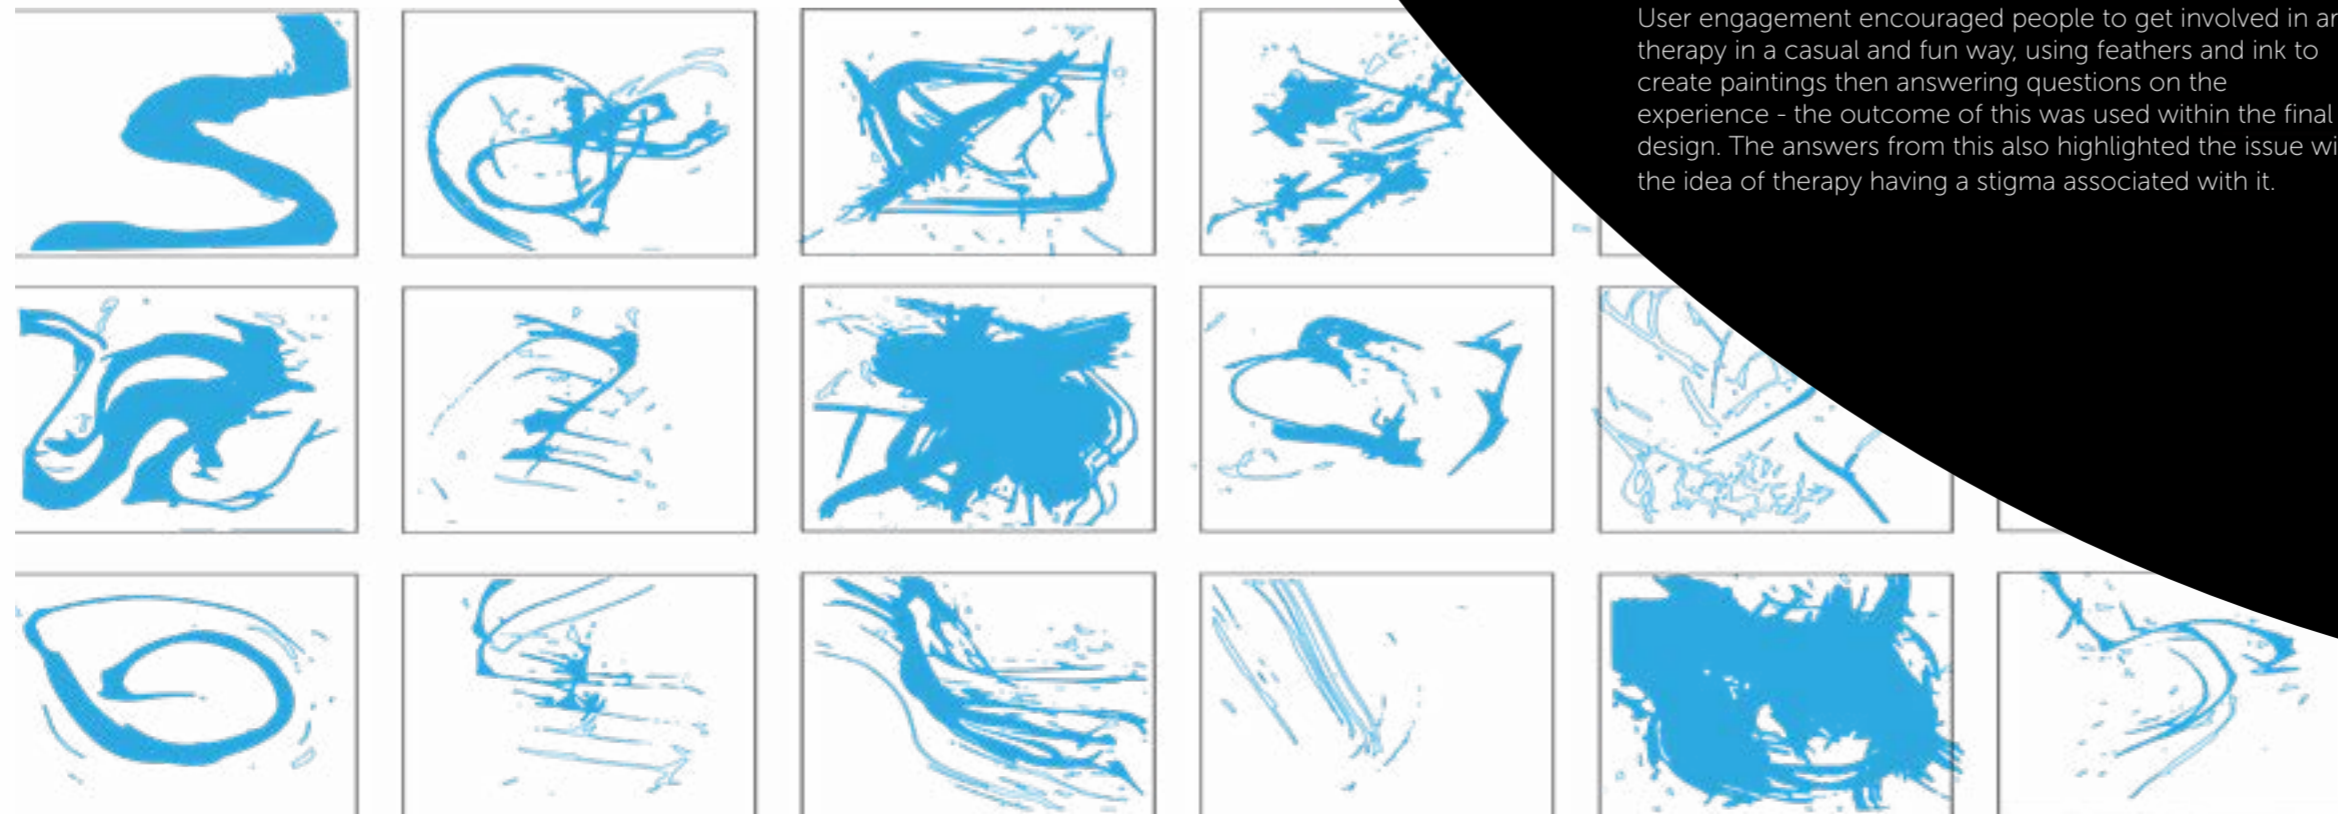 User engagement encouraged people to get involved in
therapy in a casual and fun way, using feathers and ink to
create paintings then answering questions on the
experience - the outcome of this was used within the final
design. The answers from this also highlighted the issue
the idea of therapy having a stigma associated with it.